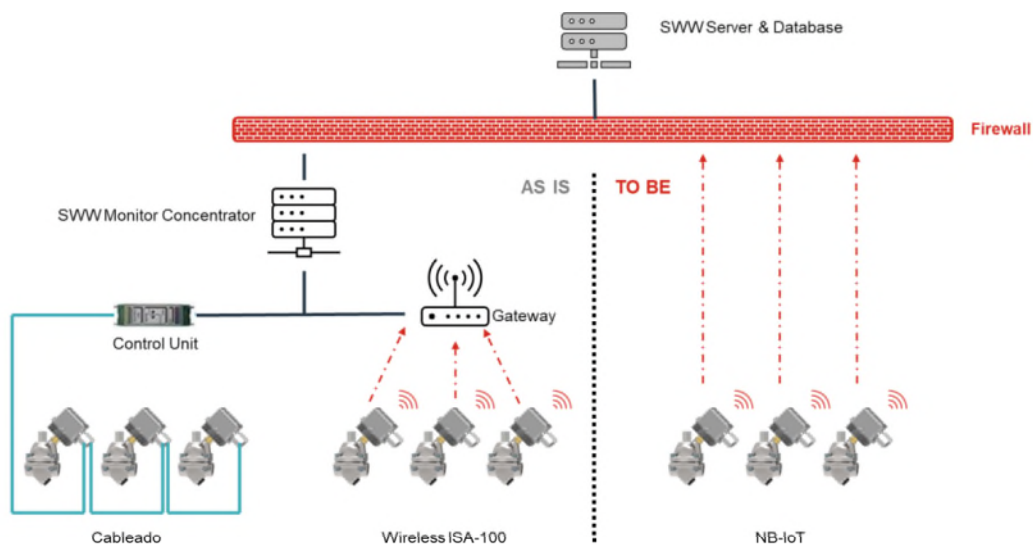 SWW Server & Database
Firewall
AS IS
TO BE
SWW Monitor Concentrator
Gateway
Control Unit
Cableado
Wireless ISA-100
NB-IoT